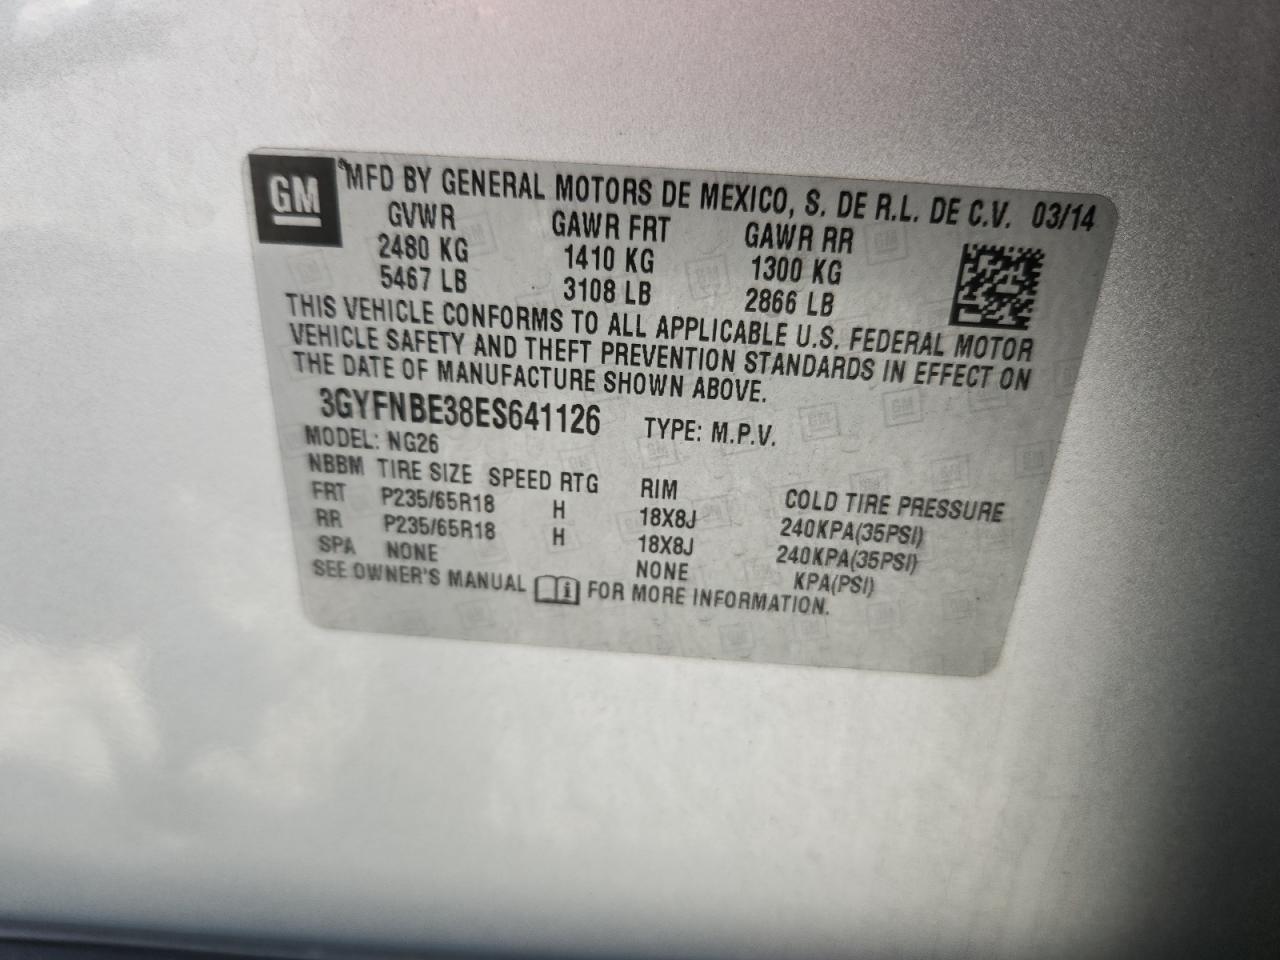 GM
®MFD BY GENERAL MOTORS DE MEXICO, S. DE R.L. DE C.V. 03/14
GVWR GAWR FRT GAWR RR
2480 KG 1410 KG 1300 KG
5467 LB 3108 LB 2866 LB
THIS VEHICLE CONFORMS TO ALL APPLICABLE U.S. FEDERAL MOTOR
VEHICLE SAFETY AND THEFT PREVENTION STANDARDS IN EFFECT ON
THE DATE OF MANUFACTURE SHOWN ABOVE.
3GYFNBE38ES641126 TYPE: M.P.V.
MODEL: NG26
NBBM TIRE SIZE SPEED RTG RIM COLD TIRE PRESSURE
FRT P235/65R18 H 18X8J 240KPA(35PSI)
RR P235/65R18 H 18X8J 240KPA(35PSI)
SPA NONE NONE KPA(PSI)
SEE OWNER'S MANUAL i FOR MORE INFORMATION.